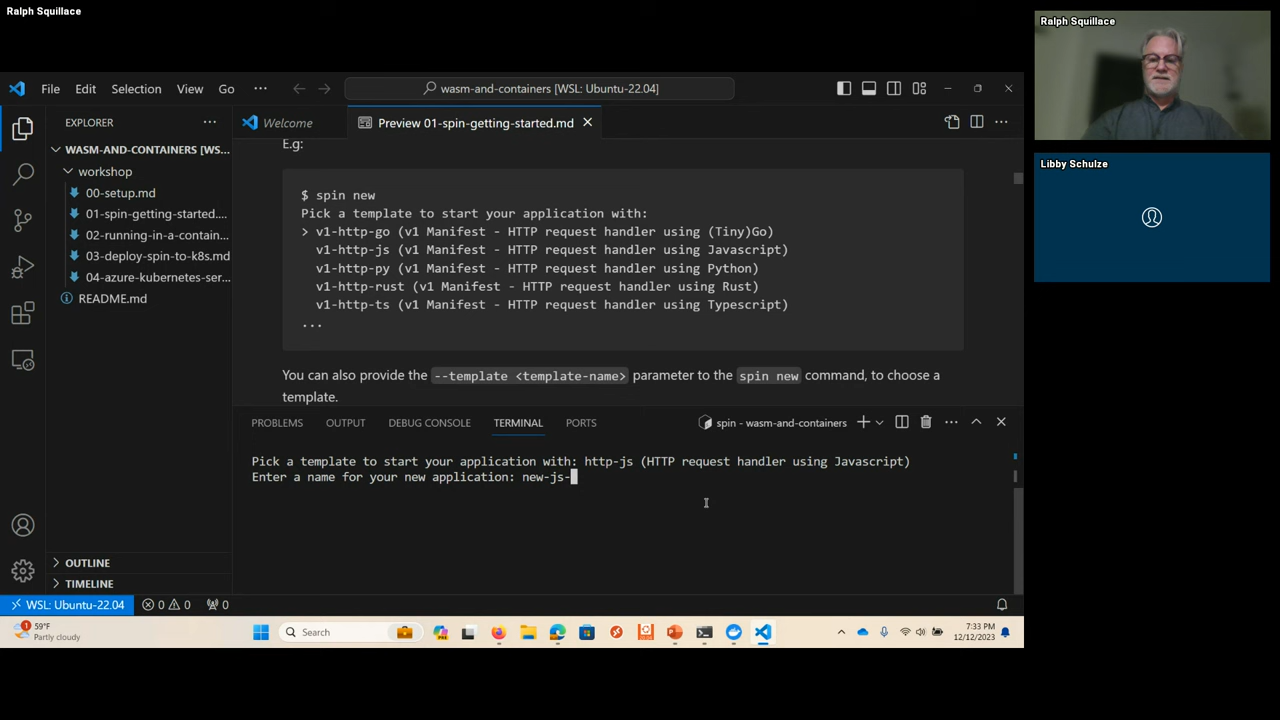 Ralph Squillace
Ralph Squillace
Libby Schulze
File Edit Selection View Go ...
wasm-and-containers [WSL: Ubuntu-22.04]
EXPLORER ...
Welcome
Preview 01-spin-getting-started.md
WASM-AND-CONTAINERS [WS...
workshop
00-setup.md
01-spin-getting-started....
02-running-in-a-contain...
03-deploy-spin-to-k8s.md
04-azure-kubernetes-ser...
README.md
OUTLINE
TIMELINE
E.g:
$ spin new
Pick a template to start your application with:
> v1-http-go (v1 Manifest - HTTP request handler using (Tiny)Go)
v1-http-js (v1 Manifest - HTTP request handler using Javascript)
v1-http-py (v1 Manifest - HTTP request handler using Python)
v1-http-rust (v1 Manifest - HTTP request handler using Rust)
v1-http-ts (v1 Manifest - HTTP request handler using Typescript)
...
You can also provide the --template <template-name> parameter to the spin new command, to choose a
template.
PROBLEMS OUTPUT DEBUG CONSOLE TERMINAL PORTS
spin - wasm-and-containers
Pick a template to start your application with: http-js (HTTP request handler using Javascript)
Enter a name for your new application: new-js-
WSL: Ubuntu-22.04 0 0 0
1
59°F
Partly cloudy
Search
7:33 PM
12/12/2023